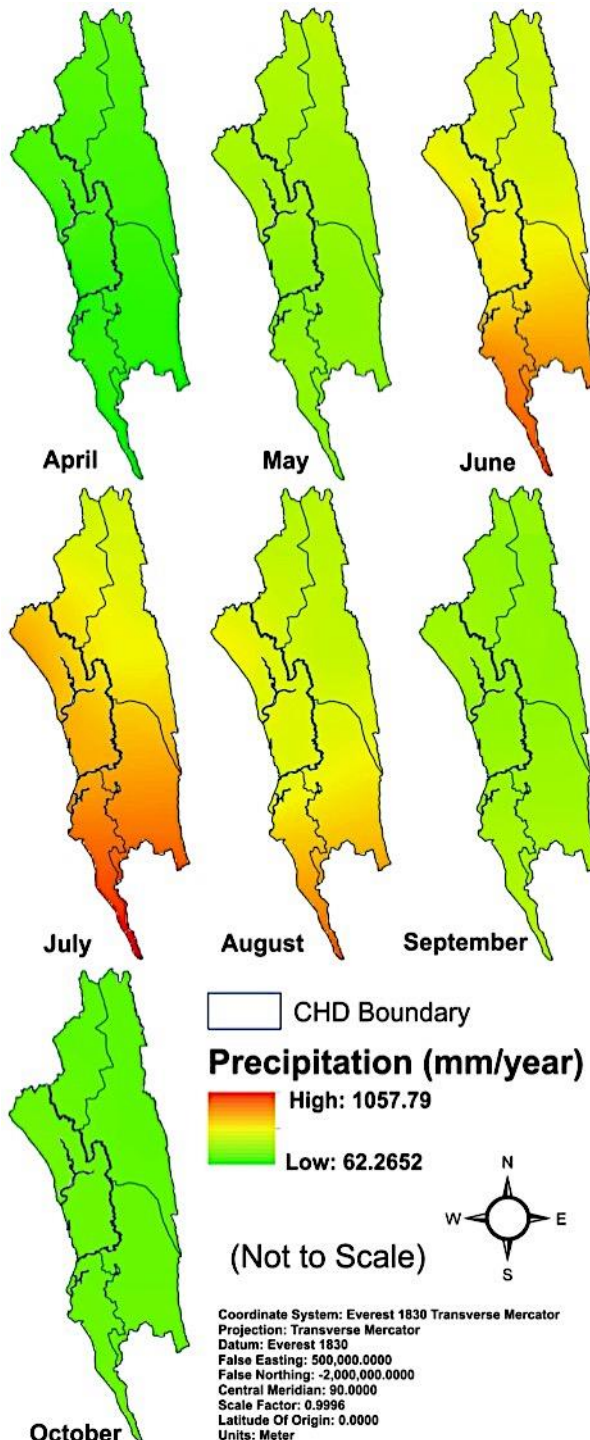 April
May
June
July
August
September
October
CHD Boundary
Precipitation (mm/year)
High: 1057.79
Low: 62.2652
N
W
E
S
(Not to Scale)
Coordinate System: Everest 1830 Transverse Mercator
Projection: Transverse Mercator
Datum: Everest 1830
False Easting: 500,000.0000
False Northing: -2,000,000.0000
Central Meridian: 90.0000
Scale Factor: 0.9996
Latitude Of Origin: 0.0000
Units: Meter